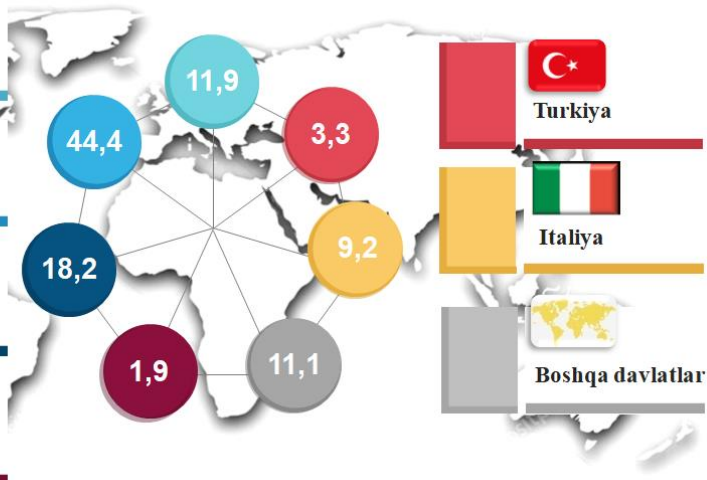 11,9
44,4
3,3
18,2
9,2
1,9
11,1
Turkiya
Italiya
Boshqa davlatlar